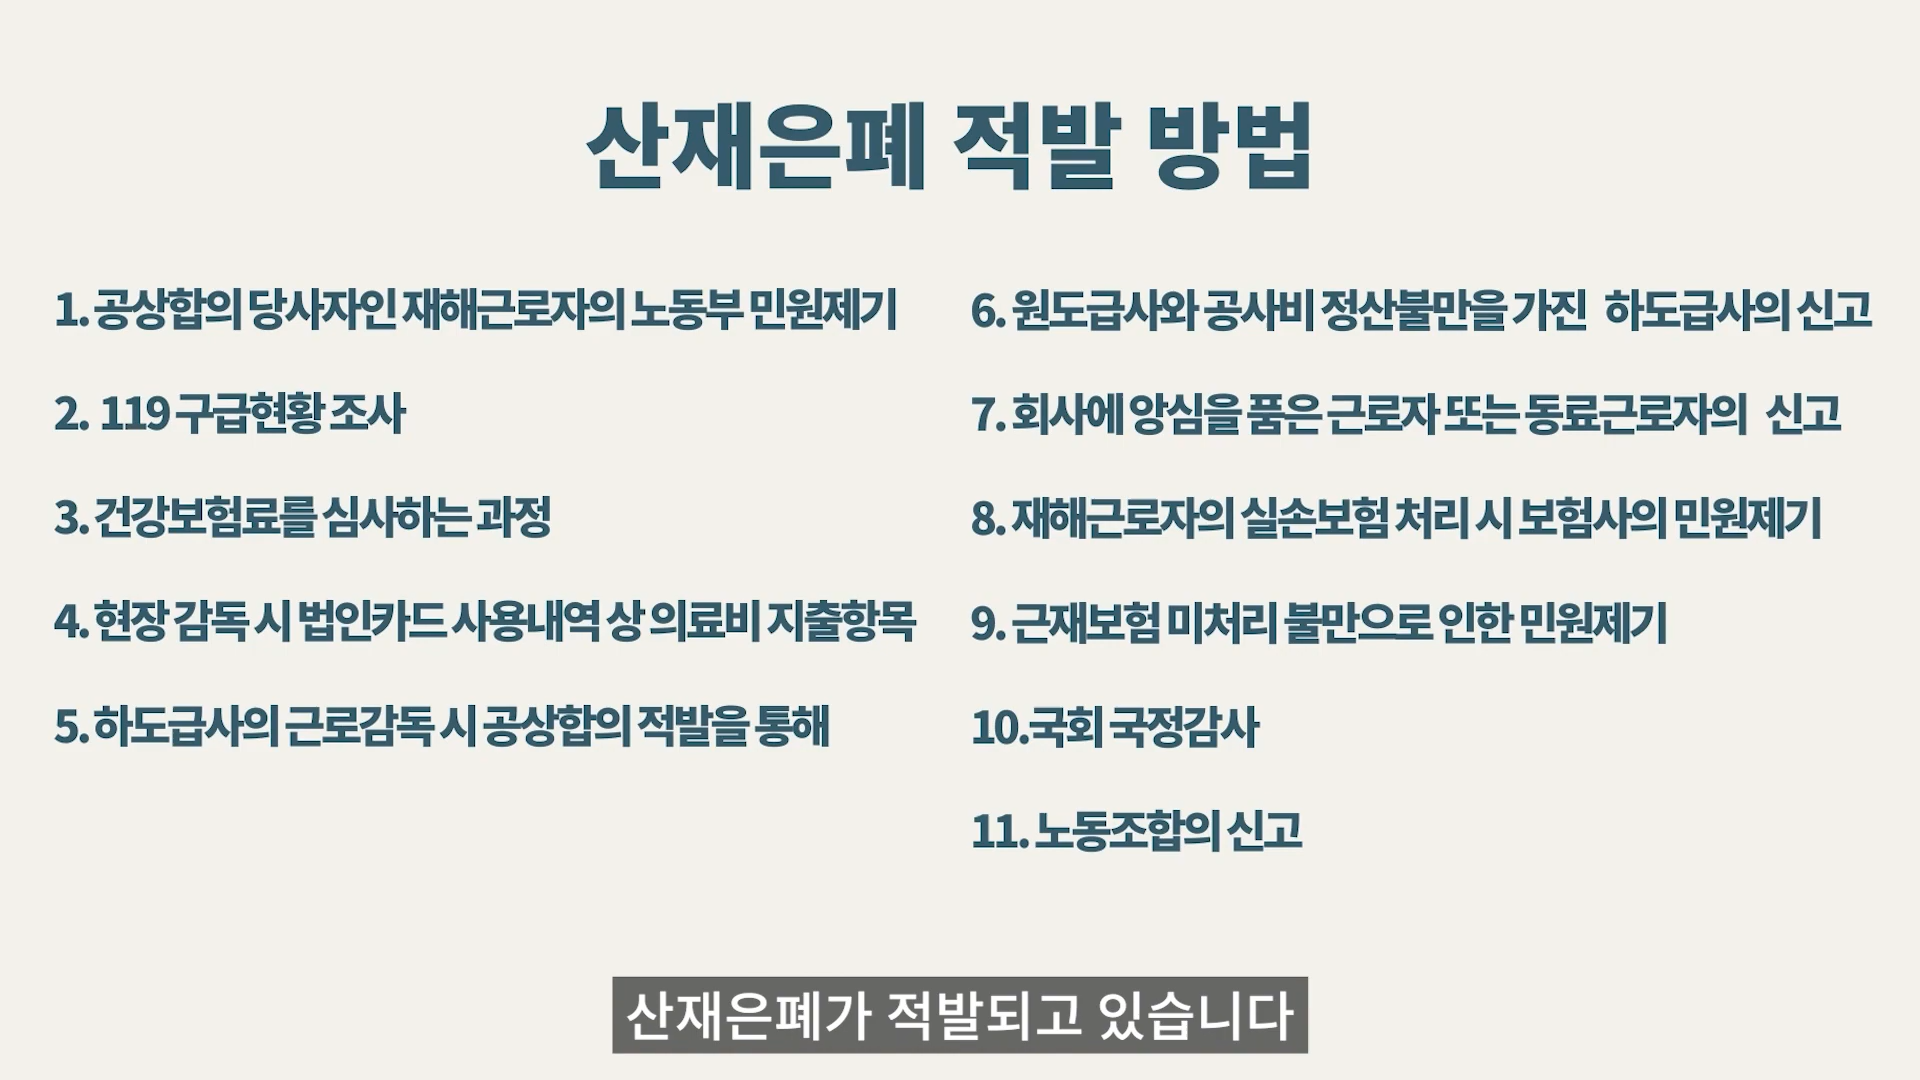 산재은폐 적발 방법
1. 공상합의 당사자인 재해근로자의 노동부 민원제기
2. 119 구급현황 조사
3. 건강보험료를 심사하는 과정
4. 현장 감독 시 법인카드 사용내역 상 의료비 지출항목
5. 하도급사의 근로감독 시 공상합의 적발을 통해
6. 원도급사와 공사비 정산불만을 가진 하도급사의 신고
7. 회사에 앙심을 품은 근로자 또는 동료근로자의 신고
8. 재해근로자의 실손보험 처리 시 보험사의 민원제기
9. 근재보험 미처리 불만으로 인한 민원제기
10.국회 국정감사
11. 노동조합의 신고
산재은폐가 적발되고 있습니다